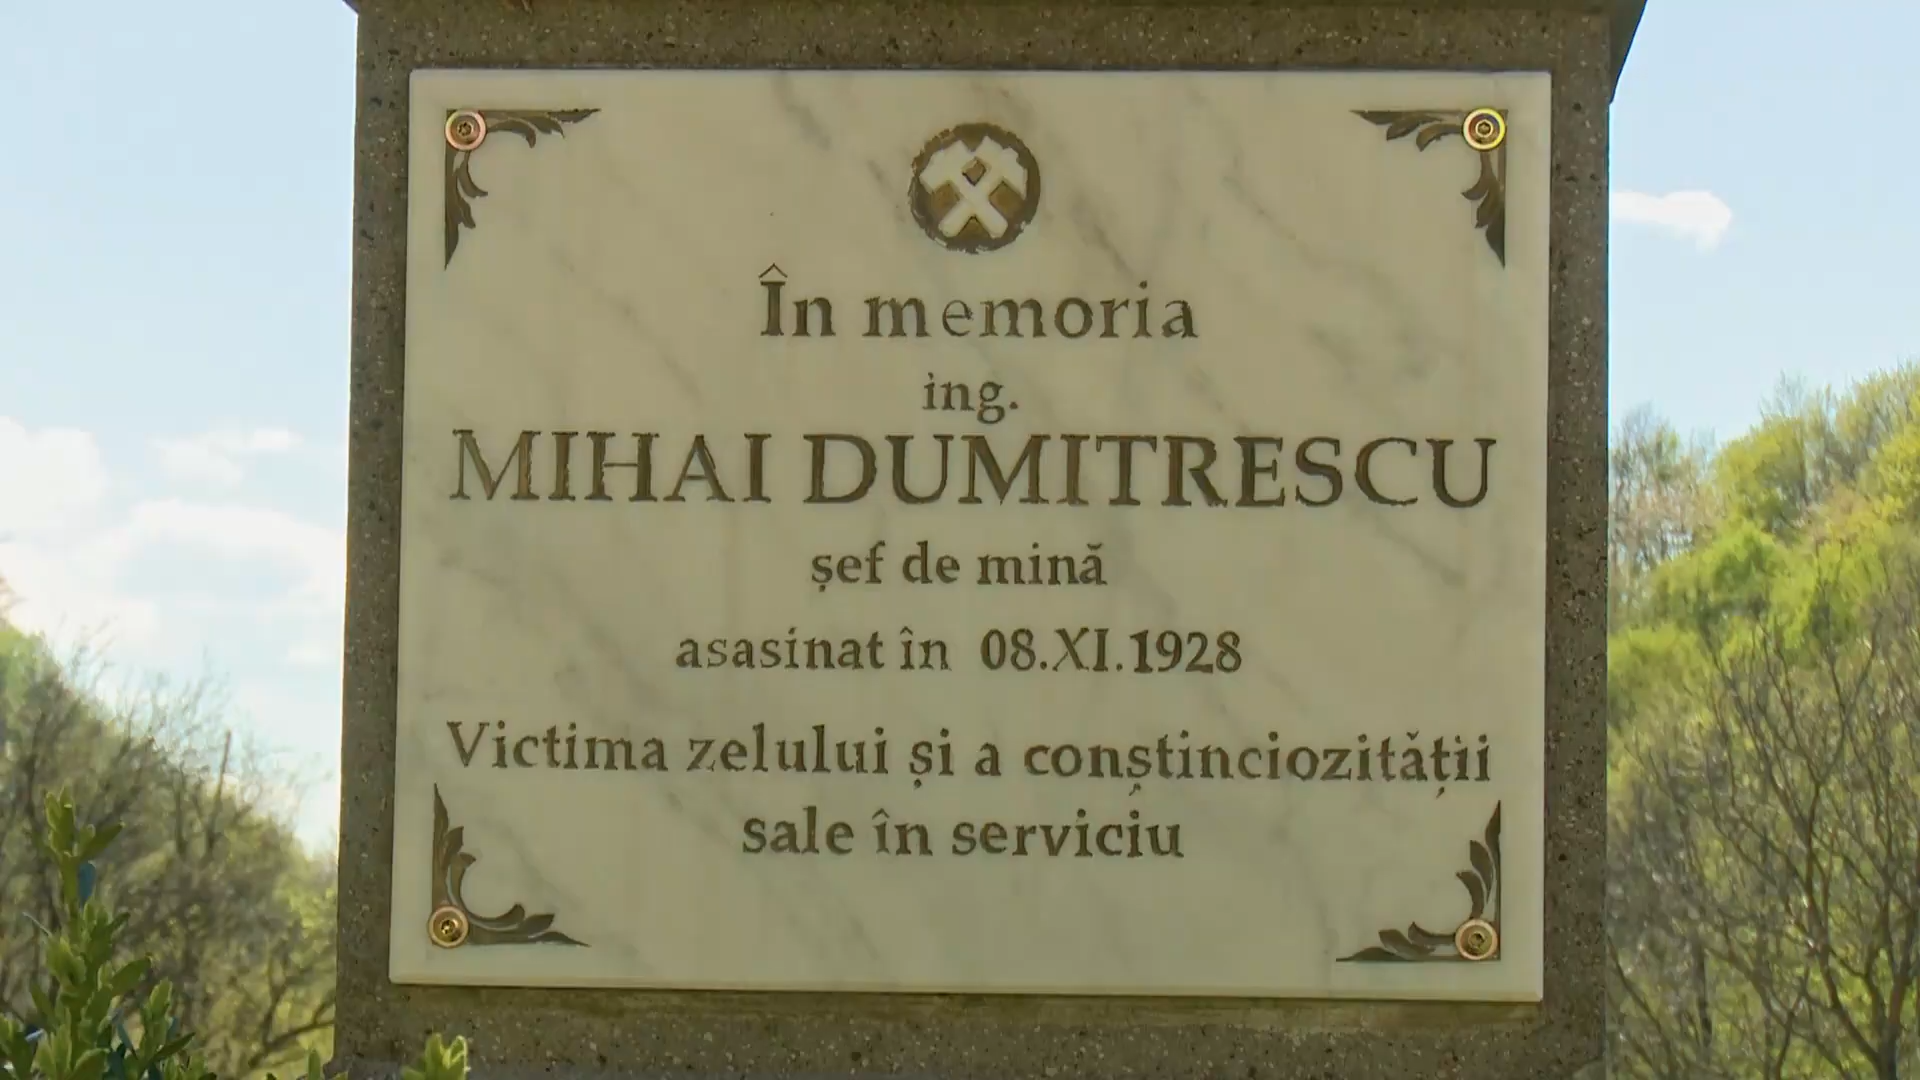 În memoria
ing.
MIHAI DUMITRESCU
șef de mină
asasinat în 08.XI.1928
Victima zelului și a conștinciozității
sale în serviciu